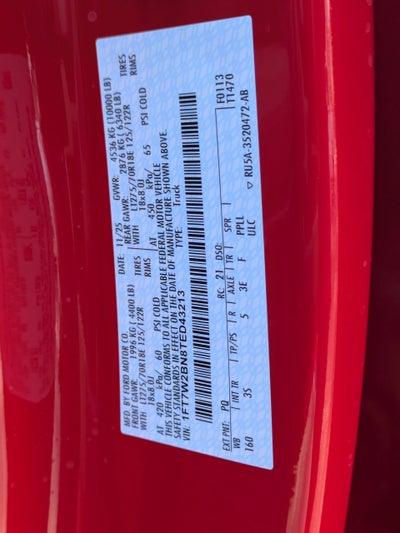 MFD. BY FORD MOTOR CO.
DATE: 11/25 GVWR: 4536 KG (10000 LB)
FRONT GAWR: 1996 KG (4400 LB) REAR GAWR: 2876 KG (6340 LB)
WITH LT275/70R18E 125/122R TIRES WITH LT275/70R18E 125/122R TIRES
18x8.0J RIMS 18x8.0J RIMS
AT 420 kPa/ 60 PSI COLD AT 450 kPa/ 65 PSI COLD
THIS VEHICLE CONFORMS TO ALL APPLICABLE FEDERAL MOTOR VEHICLE
SAFETY STANDARDS IN EFFECT ON THE DATE OF MANUFACTURE SHOWN ABOVE.
VIN: 1FT7W2BN8TED43213
TYPE: Truck
F0113
T1470
EXT PNT: PQ RC: 21 DSO:
WB INT TR TP/PS R AXLE TR SPR
160 35 5 3E F PPLL
ULC
▽ RU5A-3520472-AB